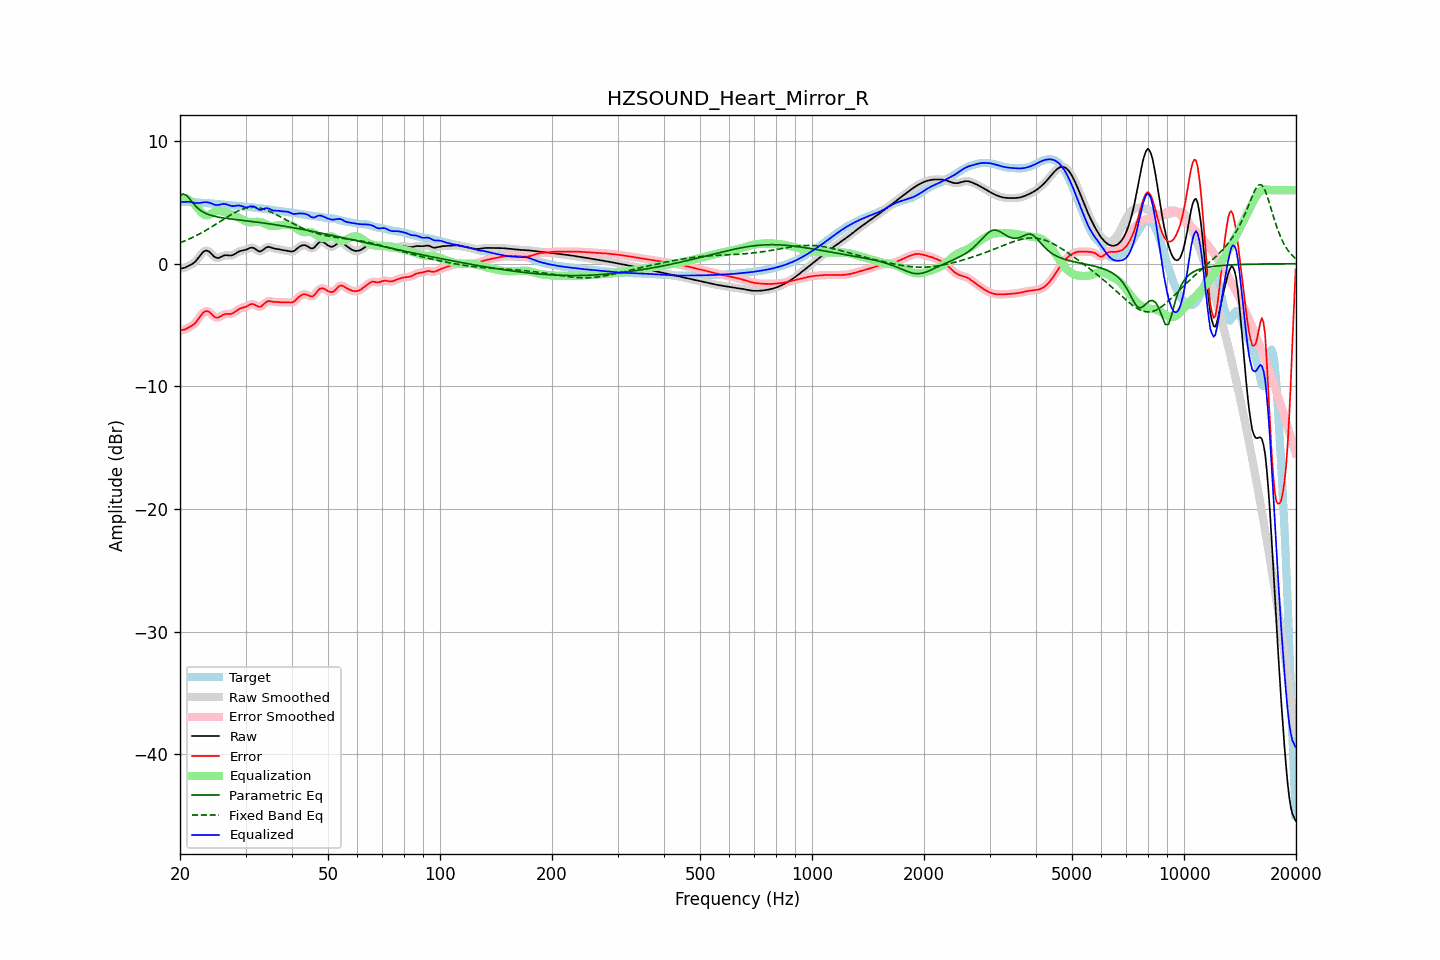 HZSOUND_Heart_Mirror_R
10
0
−10
−20
−30
−40
Amplitude (dBr)
Target
Raw Smoothed
Error Smoothed
Raw
Error
Equalization
Parametric Eq
Fixed Band Eq
Equalized
20 50 100 200 500 1000 2000 5000 10000 20000
Frequency (Hz)